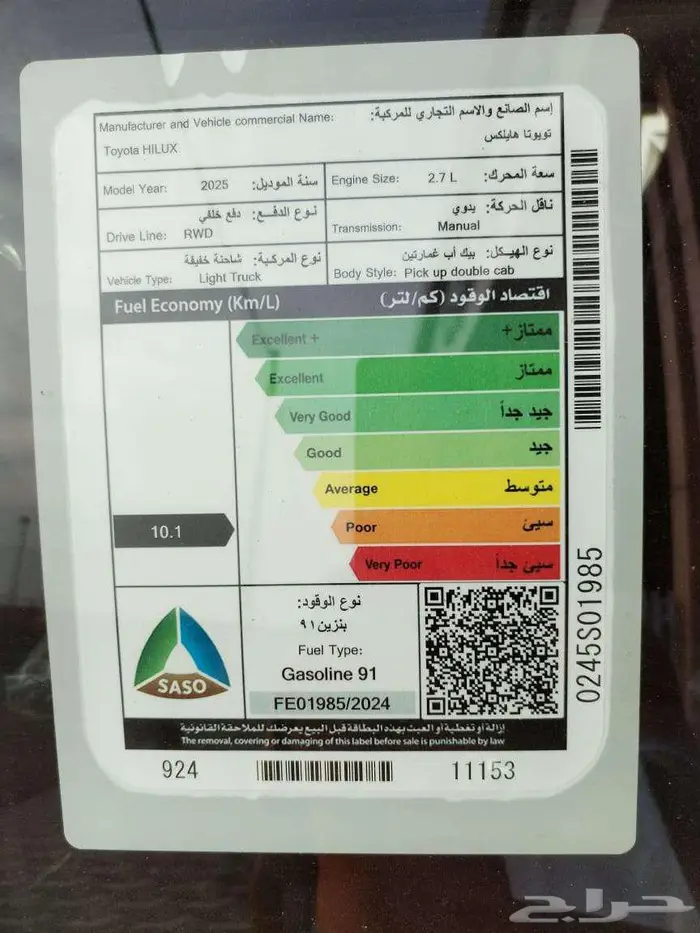 إسم الصانع والاسم التجاري للمركبة:
Manufacturer and Vehicle commercial Name:
تويوتا هايلكس
Toyota HILUX
Model Year: 2025 سنة الموديل:
Engine Size: 2.7 L سعة المحرك:
نوع الدفع: دفع خلفي
Drive Line: RWD
ناقل الحركة: يدوي
Transmission: Manual
نوع المركبة: شاحنة خفيفة
Vehicle Type: Light Truck
نوع الهيكل: بيك أب غمارتين
Body Style: Pick up double cab
Fuel Economy (Km/L) اقتصاد الوقود (كم/لتر)
Excellent + ممتاز+
Excellent ممتاز
Very Good جيد جداً
Good جيد
Average متوسط
10.1
Poor سيئ
Very Poor سيئ جداً
نوع الوقود:
بنزين ٩١
Fuel Type:
Gasoline 91
FE01985/2024
SASO
0245S01985
إزالة أو تغطية أو العبث بهذه البطاقة قبل البيع يعرضك للملاحقة القانونية
The removal, covering or damaging of this label before sale is punishable by law
924 11153
حراج